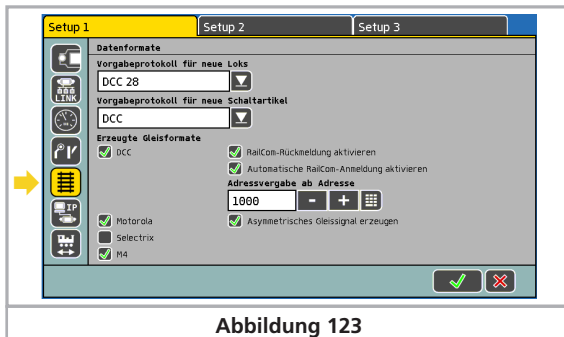 Setup 1
Setup 2
Setup 3
Datenformate
Vorgabeprotokoll für neue Loks
DCC 28
Vorgabeprotokoll für neue Schaltartikel
DCC
Erzeugte Gleisformate
DCC
RailCom-Rückmeldung aktivieren
Automatische RailCom-Anmeldung aktivieren
Adressvergabe ab Adresse
1000
- +
Motorola
Asymmetrisches Gleissignal erzeugen
Selectrix
M4
LINK
IP
Abbildung 123